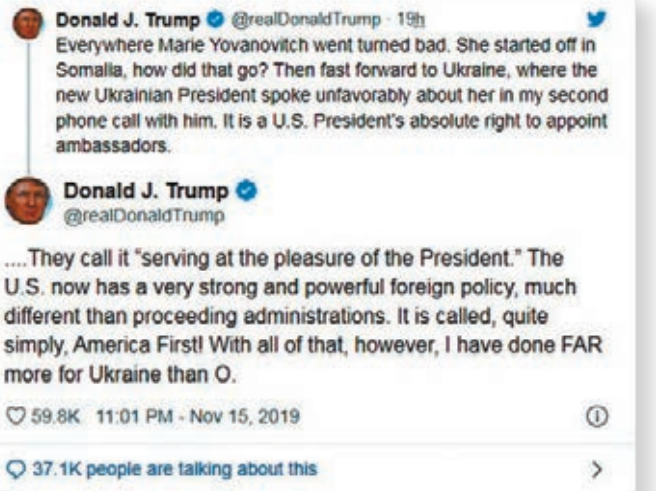 Donald J. Trump @realDonaldTrump · 19h
Everywhere Marie Yovanovitch went turned bad. She started off in
Somalia, how did that go? Then fast forward to Ukraine, where the
new Ukrainian President spoke unfavorably about her in my second
phone call with him. It is a U.S. President's absolute right to appoint
ambassadors.
Donald J. Trump
@realDonaldTrump
....They call it "serving at the pleasure of the President." The
U.S. now has a very strong and powerful foreign policy, much
different than proceeding administrations. It is called, quite
simply, America First! With all of that, however, I have done FAR
more for Ukraine than O.
59.8K 11:01 PM - Nov 15, 2019
37.1K people are talking about this